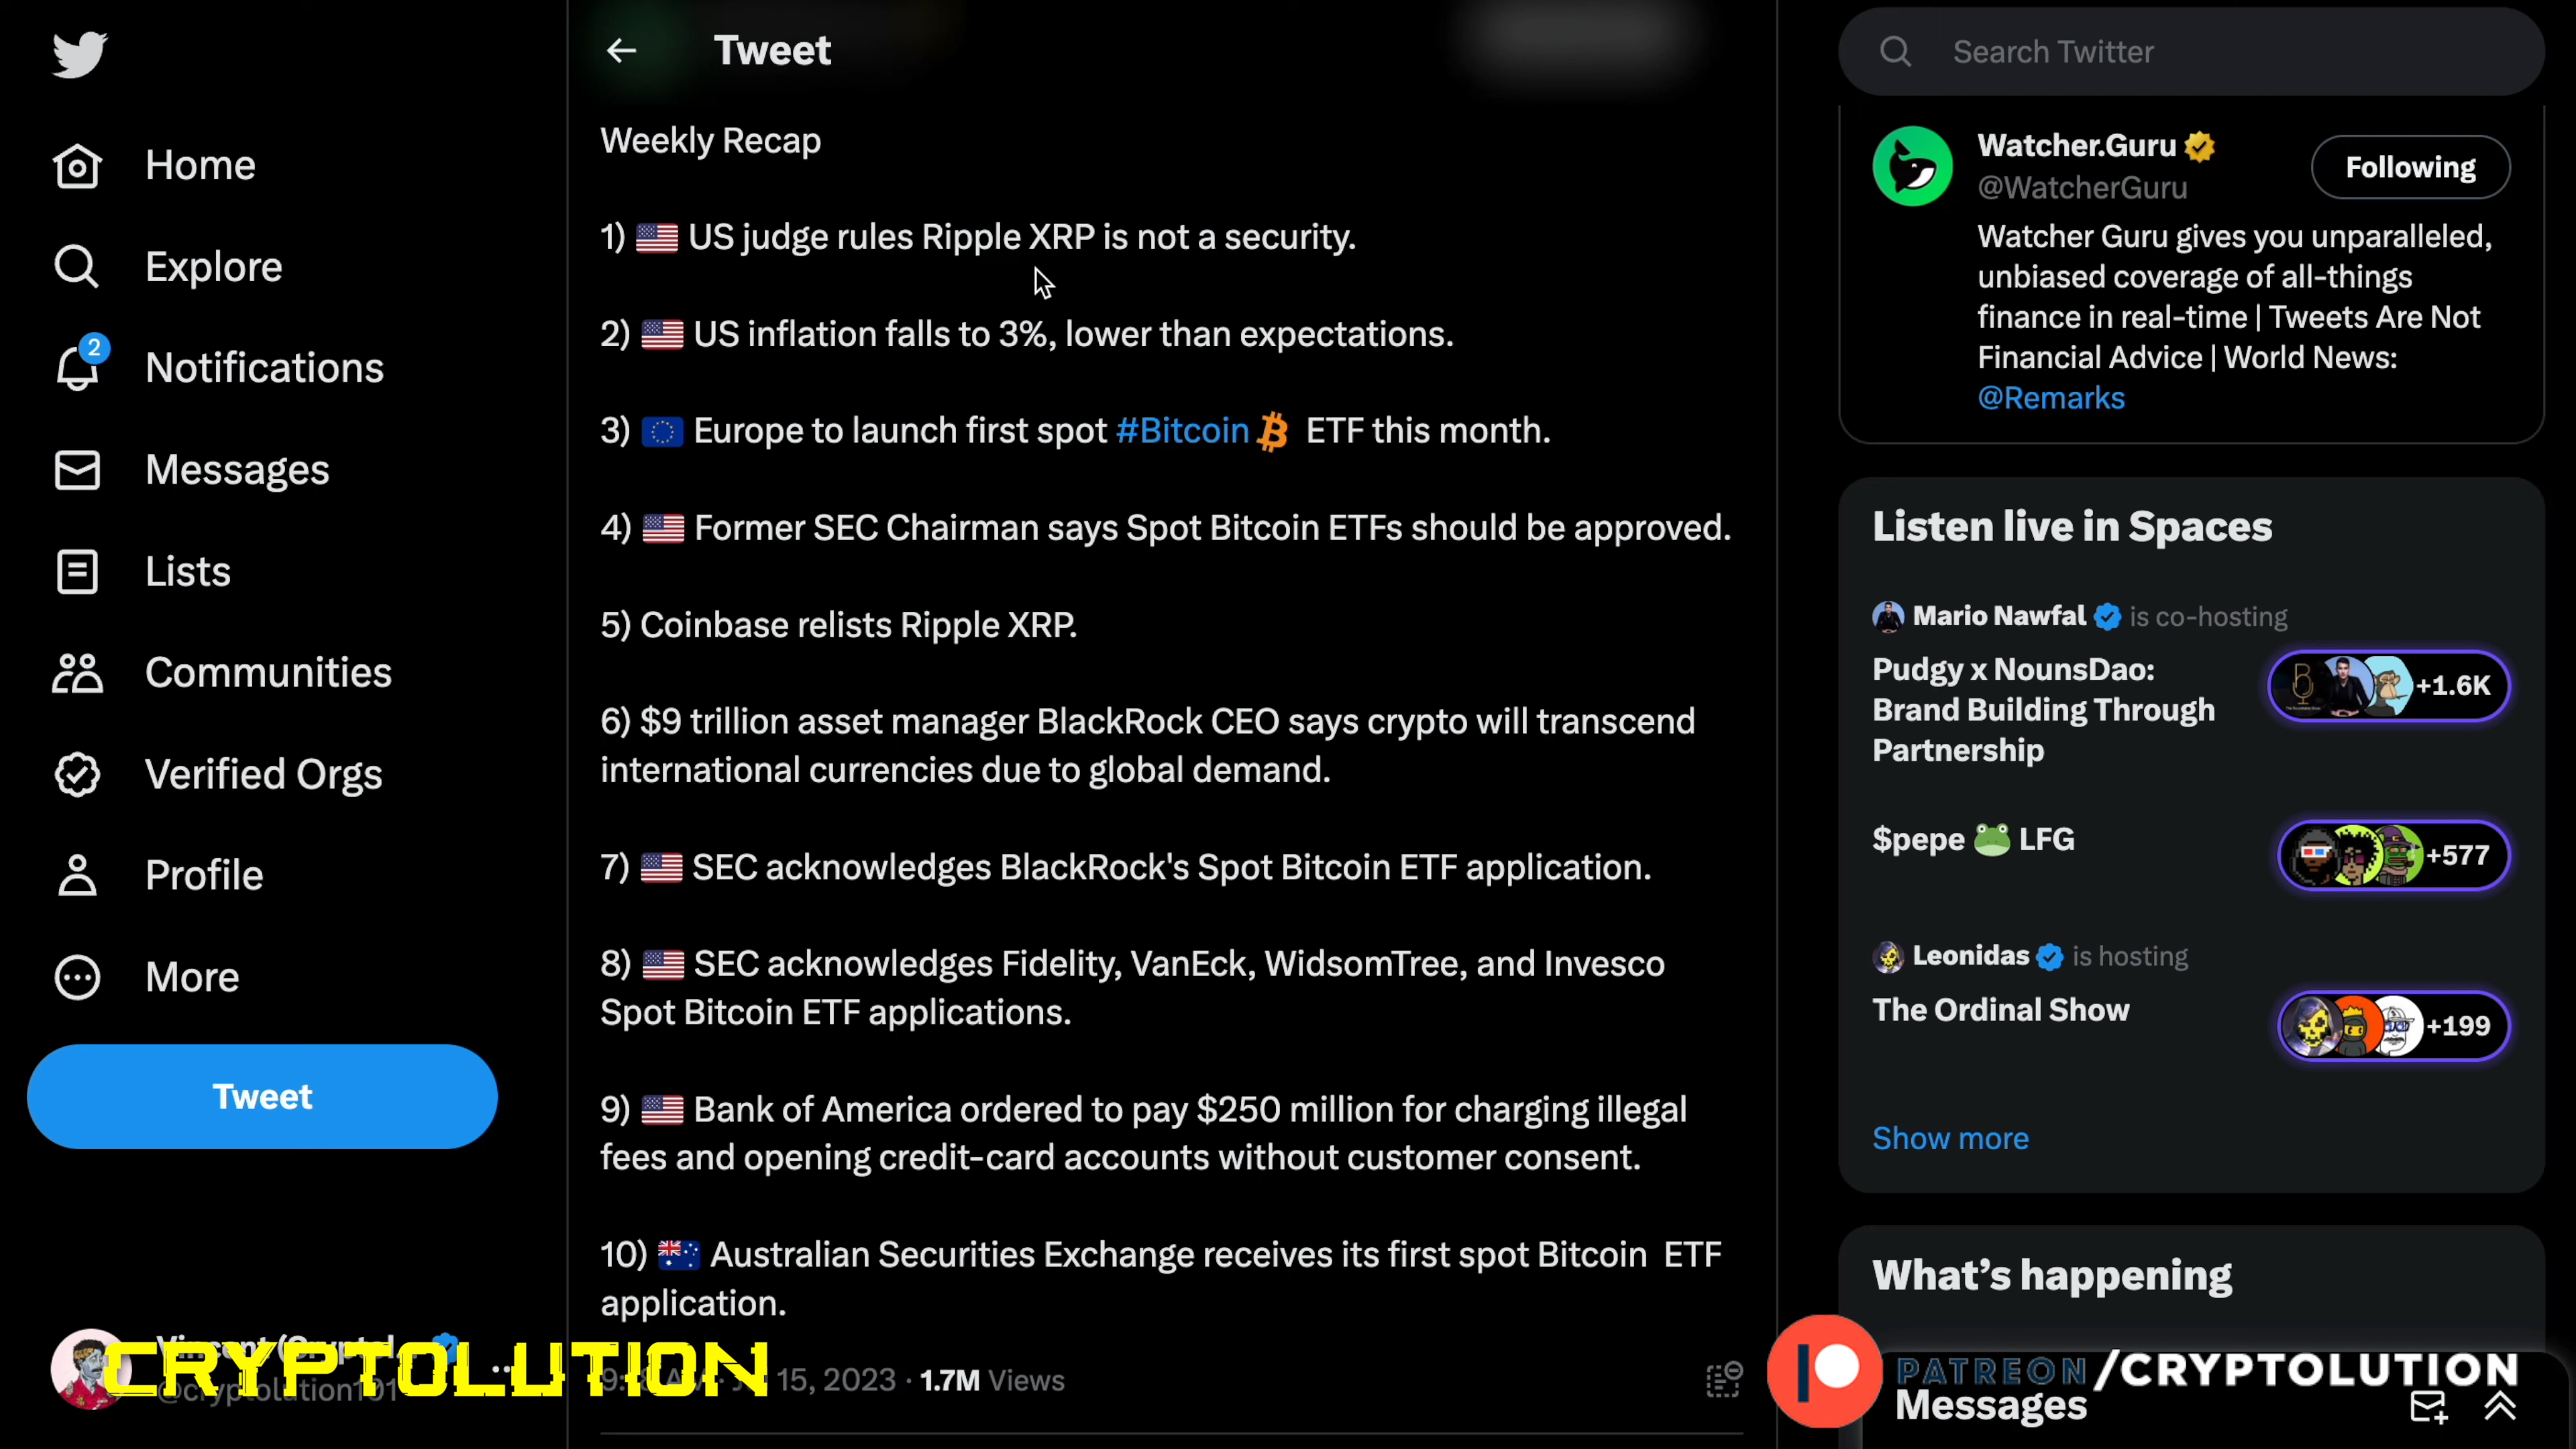 Home
Explore
2
Notifications
Messages
Lists
Communities
Verified Orgs
Profile
More
Tweet
@cryptolution101
CRYPTOLUTION
Tweet
Weekly Recap
1) US judge rules Ripple XRP is not a security.
2) US inflation falls to 3%, lower than expectations.
3) Europe to launch first spot #Bitcoin ETF this month.
4) Former SEC Chairman says Spot Bitcoin ETFs should be approved.
5) Coinbase relists Ripple XRP.
6) $9 trillion asset manager BlackRock CEO says crypto will transcend
international currencies due to global demand.
7) SEC acknowledges BlackRock's Spot Bitcoin ETF application.
8) SEC acknowledges Fidelity, VanEck, WidsomTree, and Invesco
Spot Bitcoin ETF applications.
9) Bank of America ordered to pay $250 million for charging illegal
fees and opening credit-card accounts without customer consent.
10) Australian Securities Exchange receives its first spot Bitcoin ETF
application.
15, 2023 · 1.7M Views
Search Twitter
Watcher.Guru
@WatcherGuru
Following
Watcher Guru gives you unparalleled,
unbiased coverage of all-things
finance in real-time | Tweets Are Not
Financial Advice | World News:
@Remarks
Listen live in Spaces
Mario Nawfal is co-hosting
Pudgy x NounsDao:
Brand Building Through
Partnership
+1.6K
$pepe LFG
+577
Leonidas is hosting
The Ordinal Show
+199
Show more
What's happening
PATREON/CRYPTOLUTION
Messages